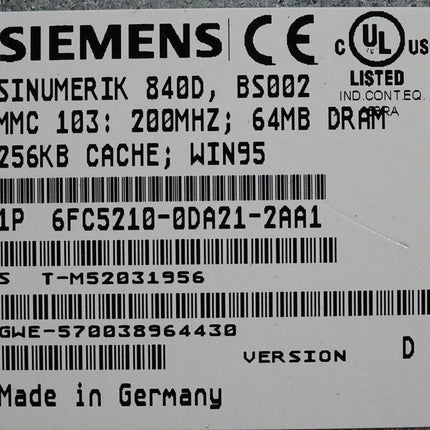 SIEMENS CE C UL US
LISTED
SINUMERIK 840D, BS002
IND.CONT.EQ.
MMC 103: 200MHZ; 64MB DRAM
256KB CACHE; WIN95
1P 6FC5210-0DA21-2AA1
S T-M52031956
GWE-570038964430
VERSION D
Made in Germany